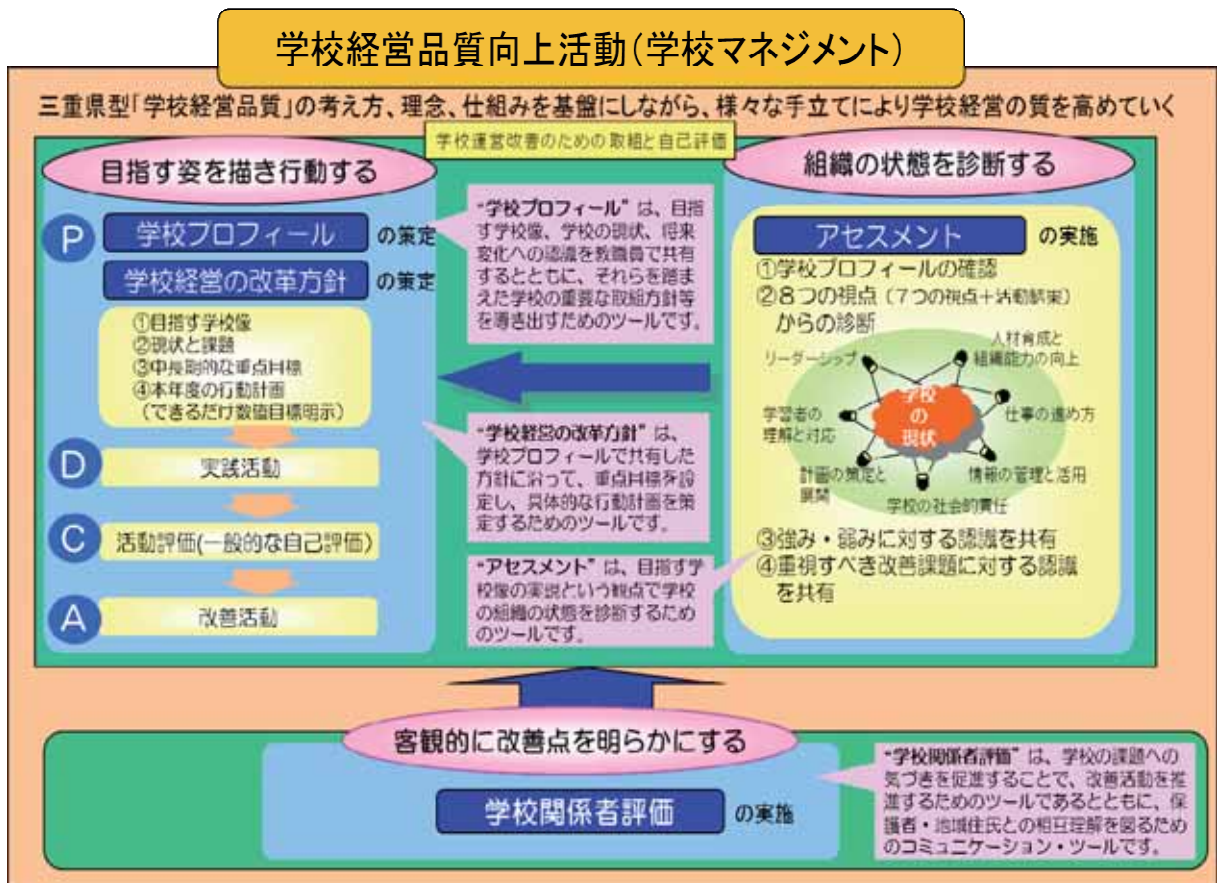 学校経営品質向上活動(学校マネジメント)
三重県型「学校経営品質」の考え方、理念、仕組みを基盤にしながら、様々な手立てにより学校経営の質を高めていく
学校運営改善のための取組と自己評価
目指す姿を描き行動する
P
学校プロフィール の策定
学校経営の改革方針 の策定
①目指す学校像
②現状と課題
③中長期的な重点目標
④本年度の行動計画
(できるだけ数値目標明示)
D
実践活動
C
活動評価(一般的な自己評価)
A
改善活動
“学校プロフィール”は、目指
す学校像、学校の現状、将来
変化への認識を教職員で共有
するとともに、それらを踏ま
えた学校の重要な取組方針等
を導き出すためのツールです。
“学校経営の改革方針”は、
学校プロフィールで共有した
方針に沿って、重点目標を設
定し、具体的な行動計画を策
定するためのツールです。
“アセスメント”は、目指す学
校像の実現という観点で学校
の組織の状態を診断するため
のツールです。
組織の状態を診断する
アセスメント の実施
①学校プロフィールの確認
②8つの視点(7つの視点+活動結果)
からの診断
リーダーシップ
人材育成と
組織能力の向上
学習者の
理解と対応
学校
の
現状
仕事の進め方
計画の策定と
展開
情報の管理と活用
学校の社会的責任
③強み・弱みに対する認識を共有
④重視すべき改善課題に対する認識
を共有
客観的に改善点を明らかにする
学校関係者評価 の実施
“学校関係者評価”は、学校の課題への
気づきを促進することで、改善活動を推
進するためのツールであるとともに、保
護者・地域住民との相互理解を図るため
のコミュニケーション・ツールです。